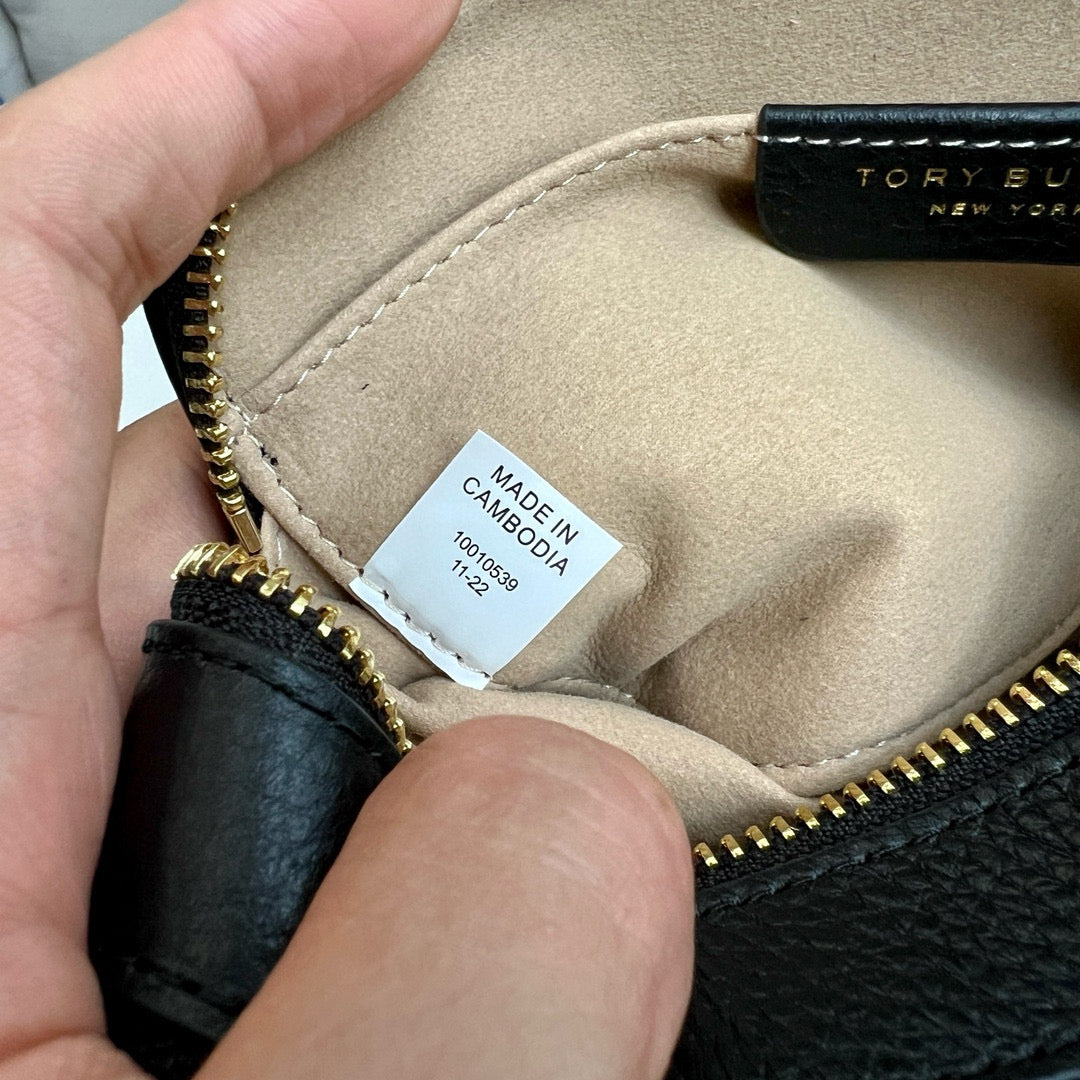 TORY BU
NEW YORK
MADE IN
CAMBODIA
10010539
11-22